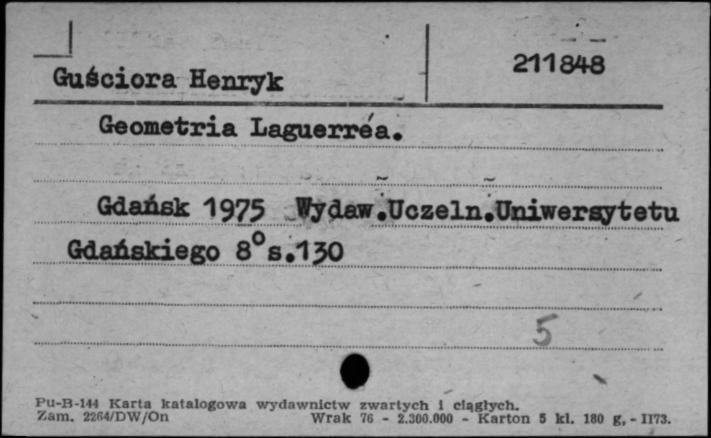 211848
Guściora Henryk
Geometria Laguerréa.
Gdańsk 1975 Wydaw.Uczeln.Uniwersytetu
Gdańskiego 8° s.130
5
Pu-B-144 Karta katalogowa wydawnictw zwartych i ciągłych.
Zam. 2264/DW/On Wrak 76 - 2.300.000 - Karton 5 kl. 180 g, - II73.